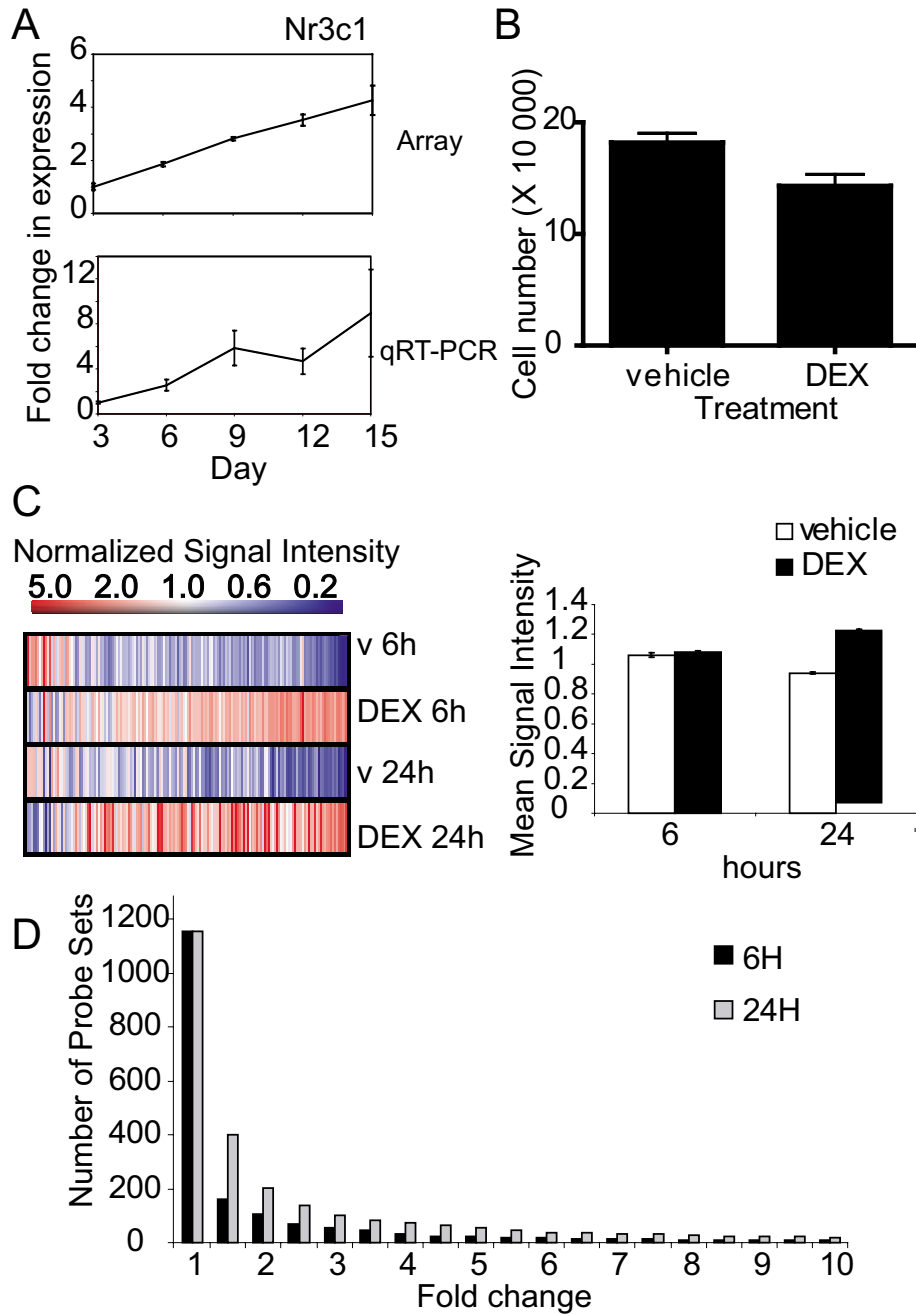 A
Nr3c1
Fold change in expression
6
4
2
0
Array
12
8
4
0
qRT-PCR
3 6 9 12 15
Day
B
Cell number (X 10 000)
20
10
0
vehicle DEX
Treatment
C
Normalized Signal Intensity
5.0 2.0 1.0 0.6 0.2
v 6h
DEX 6h
v 24h
DEX 24h
vehicle
DEX
Mean Signal Intensity
1.4
1.2
1
0.8
0.6
0.4
0.2
0
6 24
hours
D
Number of Probe Sets
1200
1000
800
600
400
200
0
6H
24H
1 2 3 4 5 6 7 8 9 10
Fold change